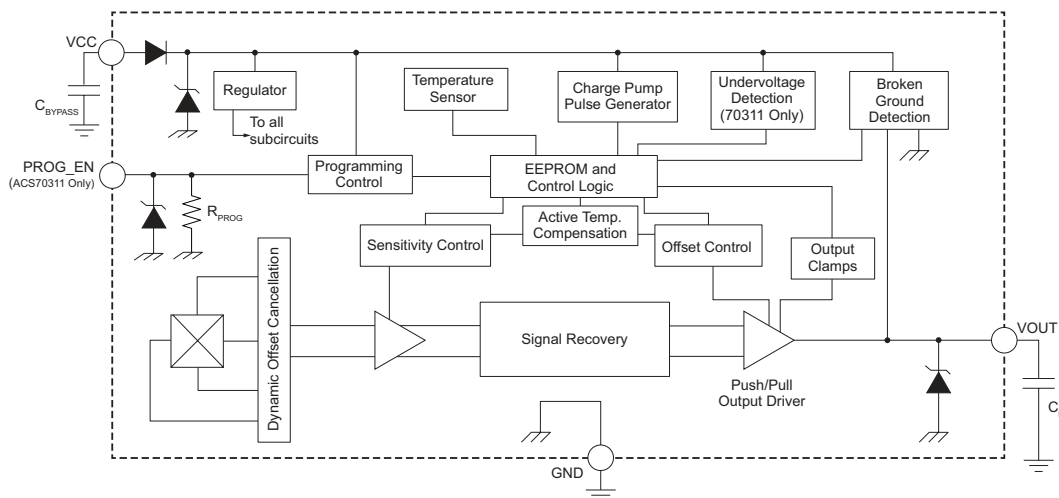 VCC
C BYPASS
Regulator
To all
subcircuits
Temperature
Sensor
Charge Pump
Pulse Generator
Undervoltage
Detection
(70311 Only)
Broken
Ground
Detection
PROG_EN
(ACS70311 Only)
Programming
Control
EEPROM and
Control Logic
R PROG
Sensitivity Control
Active Temp.
Compensation
Offset Control
Output
Clamps
Dynamic Offset Cancellation
Signal Recovery
Push/Pull
Output Driver
VOUT
C
GND